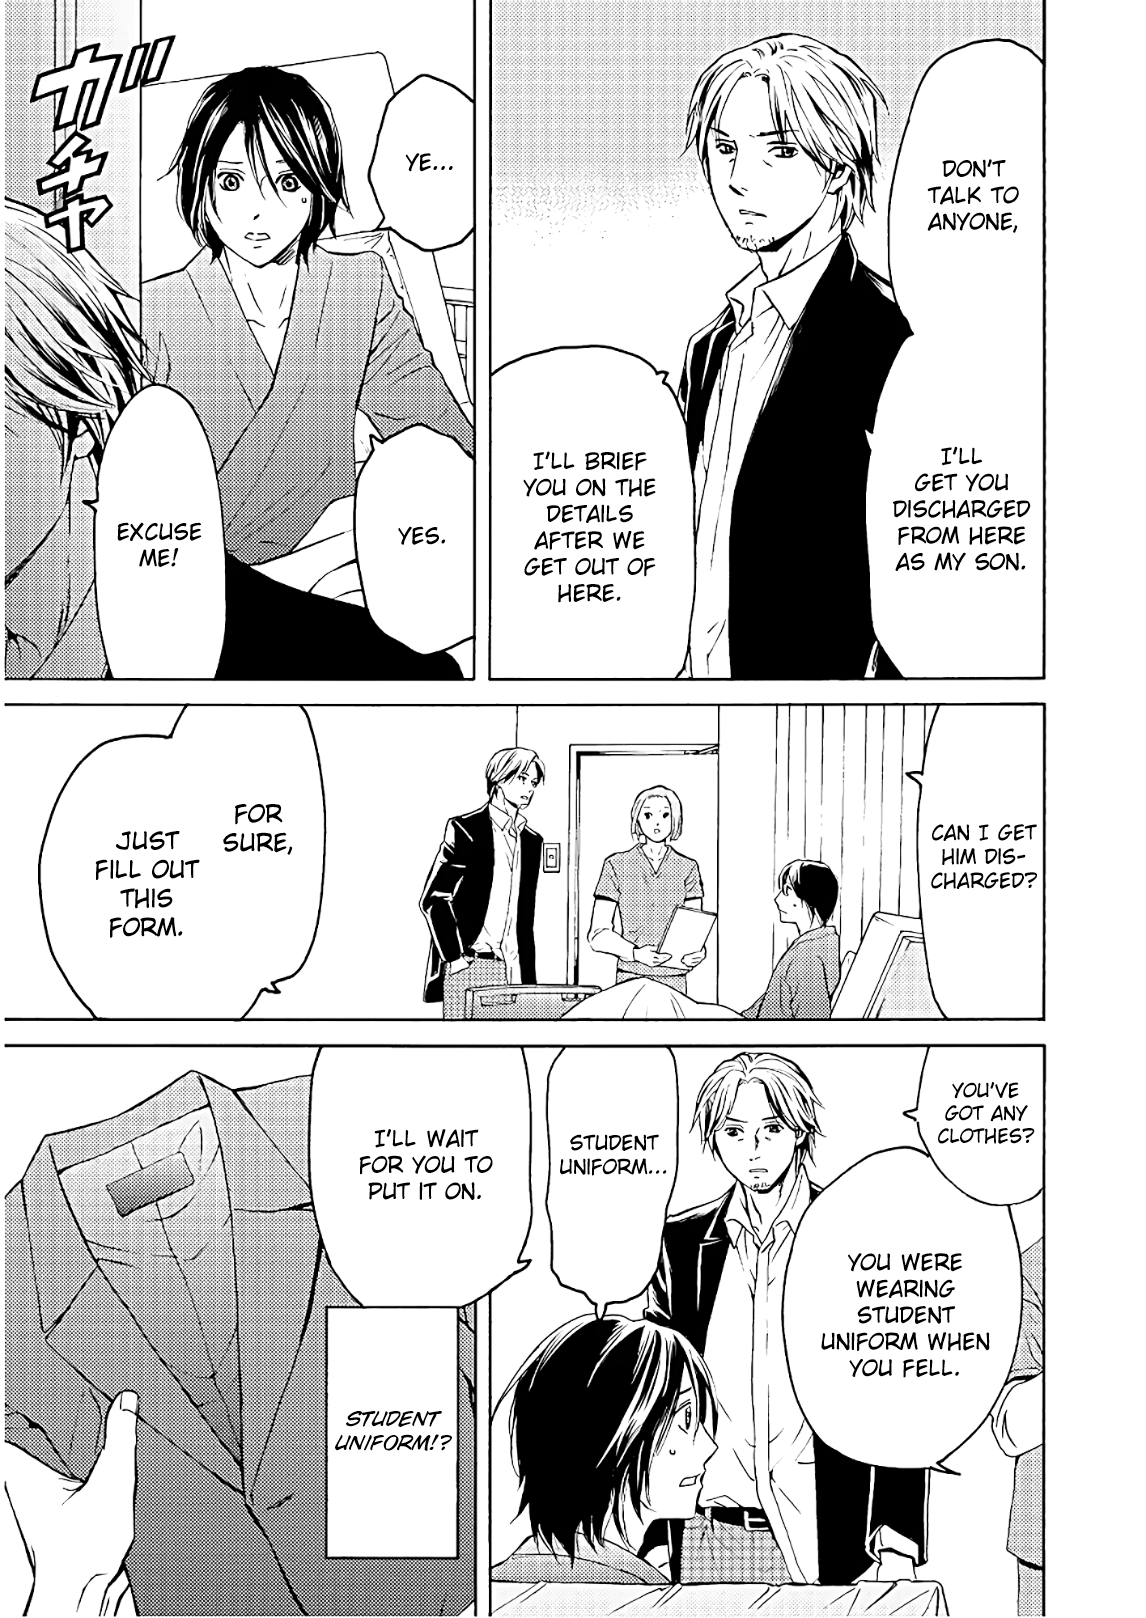 DON'T
TALK TO
ANYONE,
I'LL
GET YOU
DISCHARGED
FROM HERE
AS MY SON.
I'LL BRIEF
YOU ON THE
DETAILS
AFTER WE
GET OUT OF
HERE.
YE...
YES.
ガチャッ
EXCUSE
ME!
CAN I GET
HIM DIS-
CHARGED?
FOR
SURE,
JUST
FILL OUT
THIS
FORM.
YOU'VE
GOT ANY
CLOTHES?
YOU WERE
WEARING
STUDENT
UNIFORM WHEN
YOU FELL.
STUDENT
UNIFORM...
I'LL WAIT
FOR YOU TO
PUT IT ON.
STUDENT
UNIFORM!?